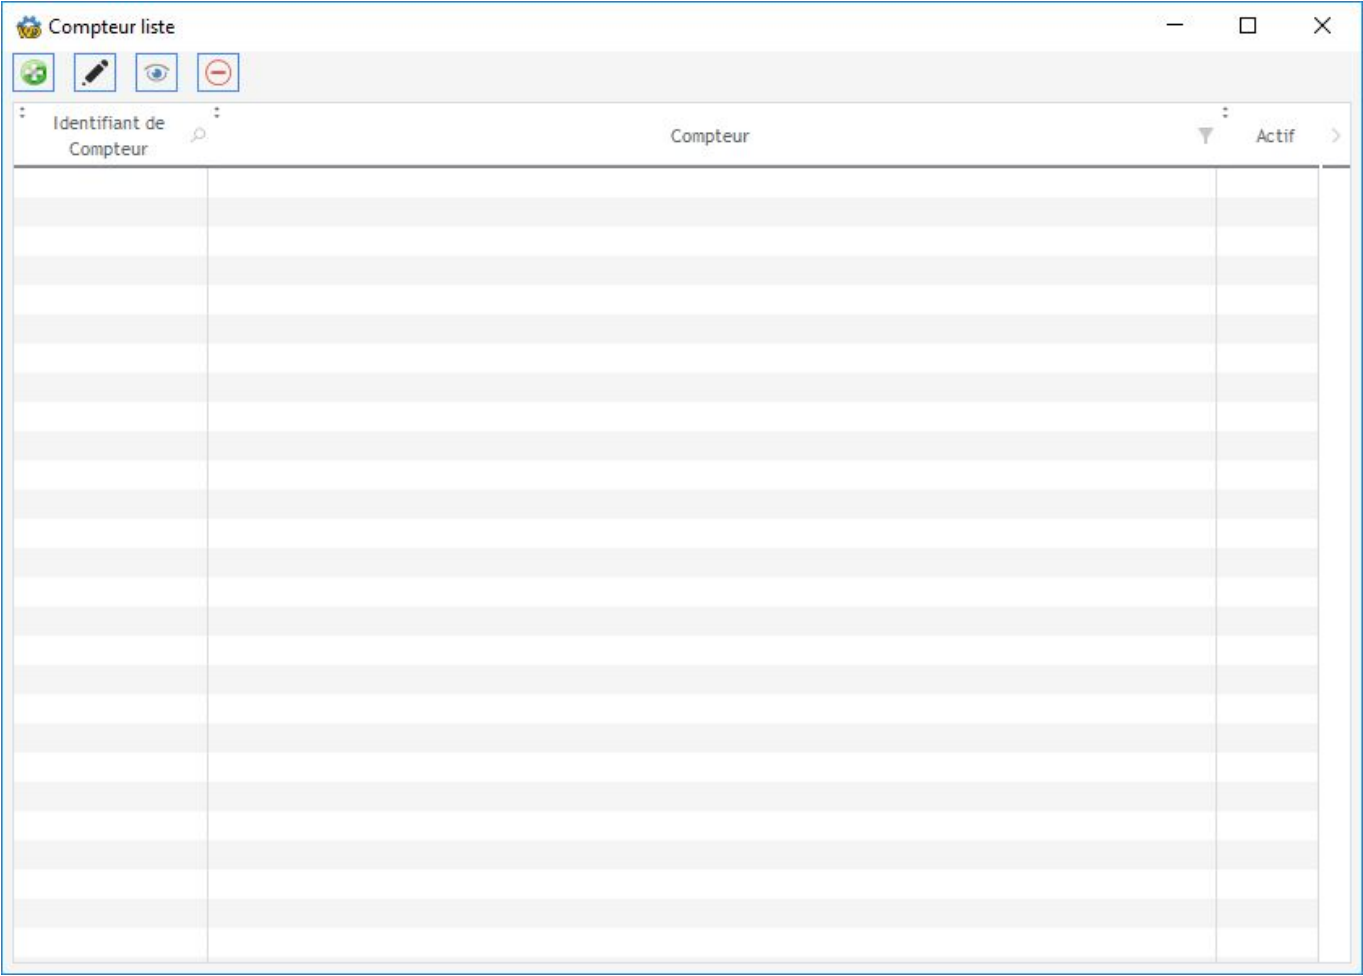 Compteur liste
Identifiant de
Compteur
Compteur
Actif